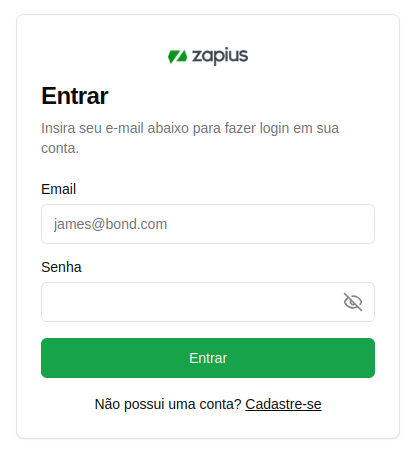 zapius
Entrar
Insira seu e-mail abaixo para fazer login em sua
conta.
Email
james@bond.com
Senha
Entrar
Não possui uma conta? Cadastre-se